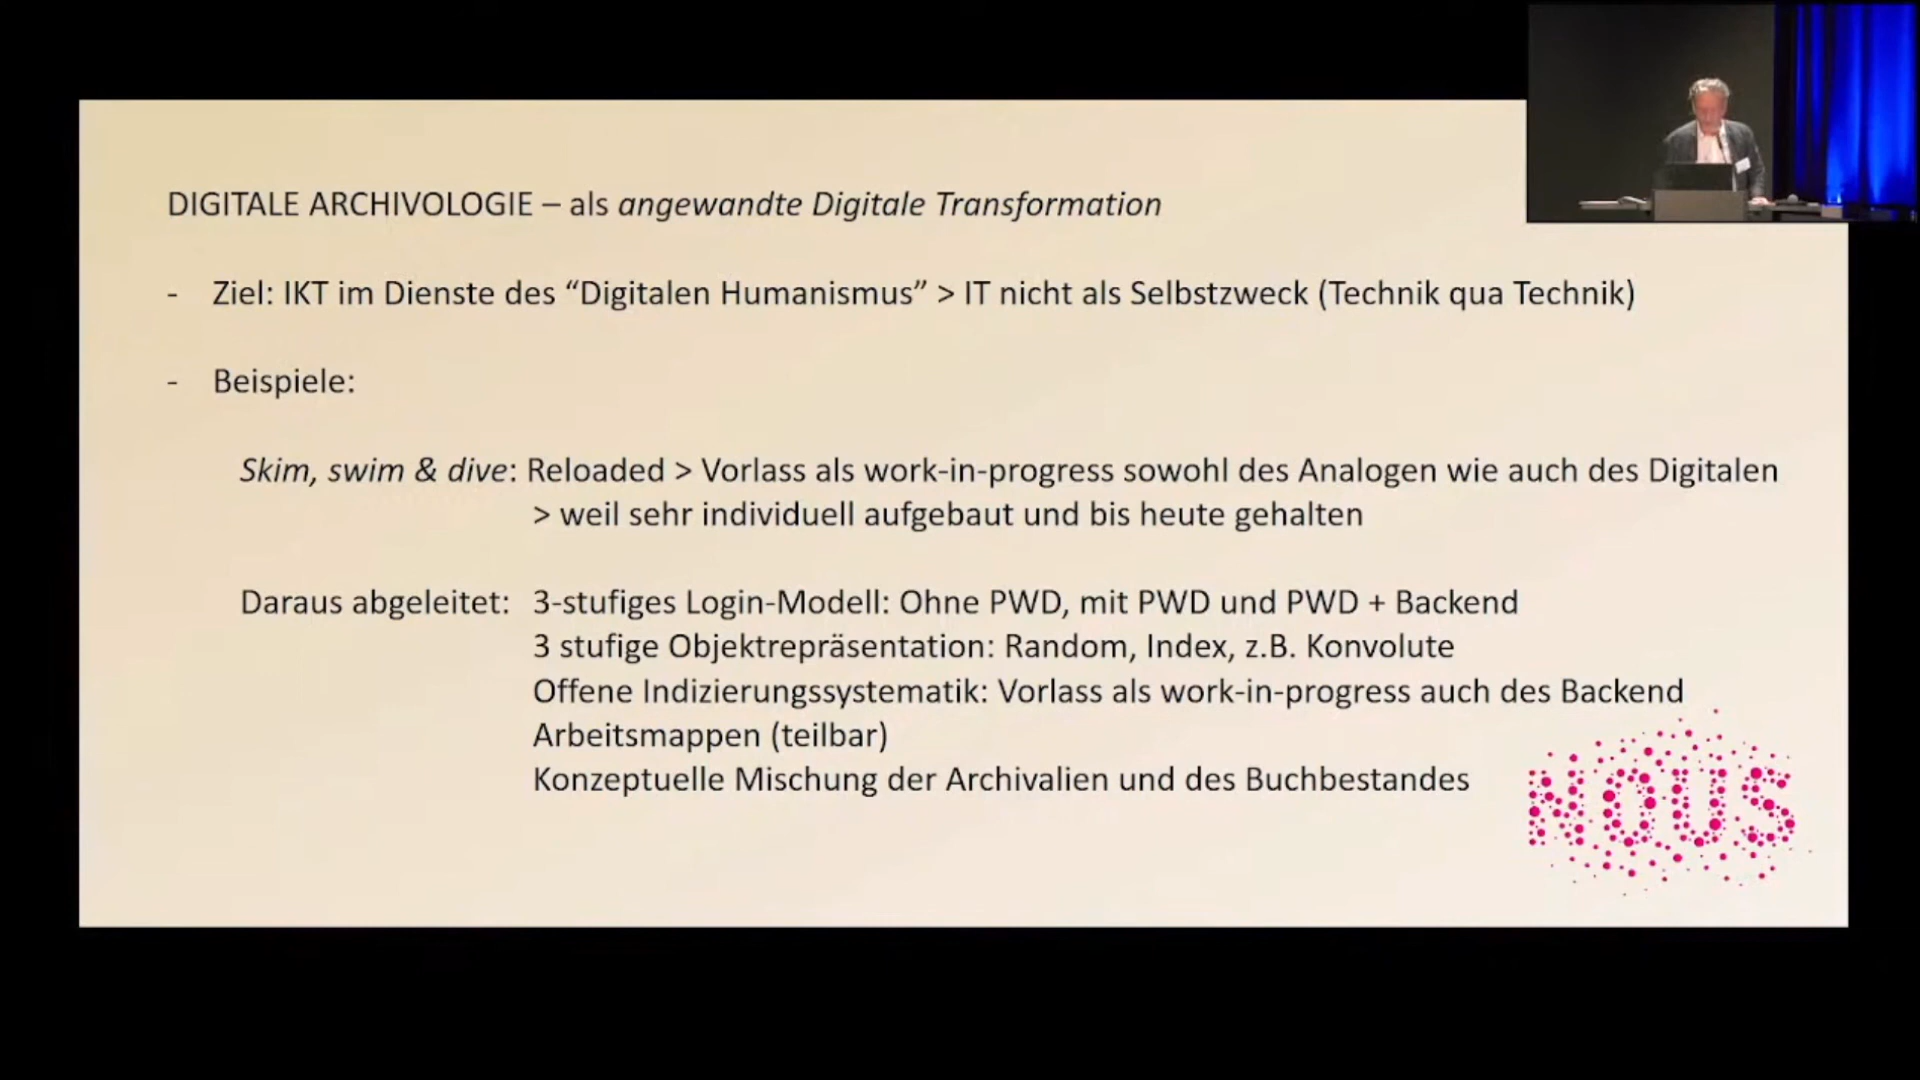 DIGITALE ARCHIVOLOGIE – als angewandte Digitale Transformation
- Ziel: IKT im Dienste des “Digitalen Humanismus” > IT nicht als Selbstzweck (Technik qua Technik)
- Beispiele:
Skim, swim & dive: Reloaded > Vorlass als work-in-progress sowohl des Analogen wie auch des Digitalen
> weil sehr individuell aufgebaut und bis heute gehalten
Daraus abgeleitet: 3-stufiges Login-Modell: Ohne PWD, mit PWD und PWD + Backend
3 stufige Objektrepräsentation: Random, Index, z.B. Konvolute
Offene Indizierungssystematik: Vorlass als work-in-progress auch des Backend
Arbeitsmappen (teilbar)
Konzeptuelle Mischung der Archivalien und des Buchbestandes
NOUS